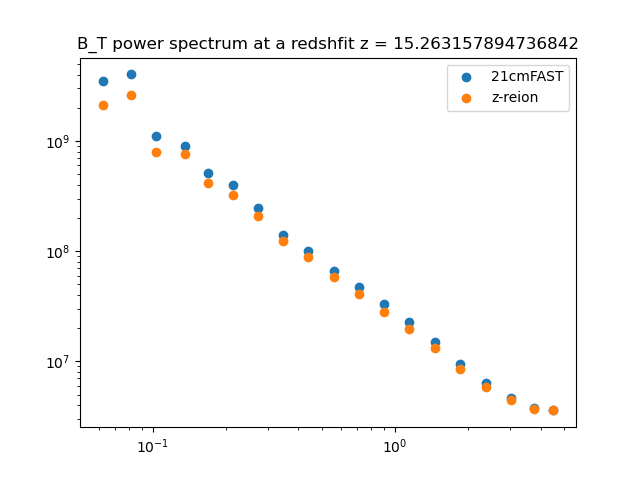 B_T power spectrum at a redshfit z = 15.263157894736842
21cmFAST
z-reion
10⁹
10⁸
10⁷
10⁻¹
10⁰